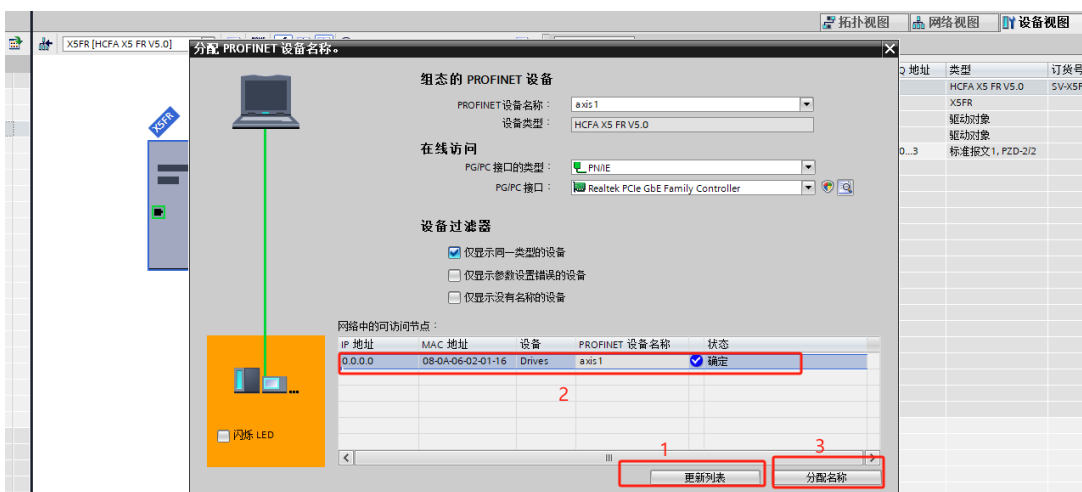 拓扑视图 网络视图 设备视图
X5FR [HCFA X5 FR V5.0]
分配 PROFINET 设备名称。
Q 地址 类型 订货号
HCFA X5 FR V5.0 SV-X5F
X5FR
驱动对象
驱动对象
0...3 标准报文1, PZD-2/2
X5FR
组态的 PROFINET 设备
PROFINET设备名称： axis1
设备类型： HCFA X5 FR V5.0
在线访问
PG/PC 接口的类型： PN/IE
PG/PC 接口： Realtek PCIe GbE Family Controller
设备过滤器
仅显示同一类型的设备
仅显示参数设置错误的设备
仅显示没有名称的设备
网络中的可访问节点：
IP 地址 MAC 地址 设备 PROFINET 设备名称 状态
0.0.0.0 08-0A-06-02-01-16 Drives axis1 确定
2
闪烁 LED
1
3
更新列表
分配名称